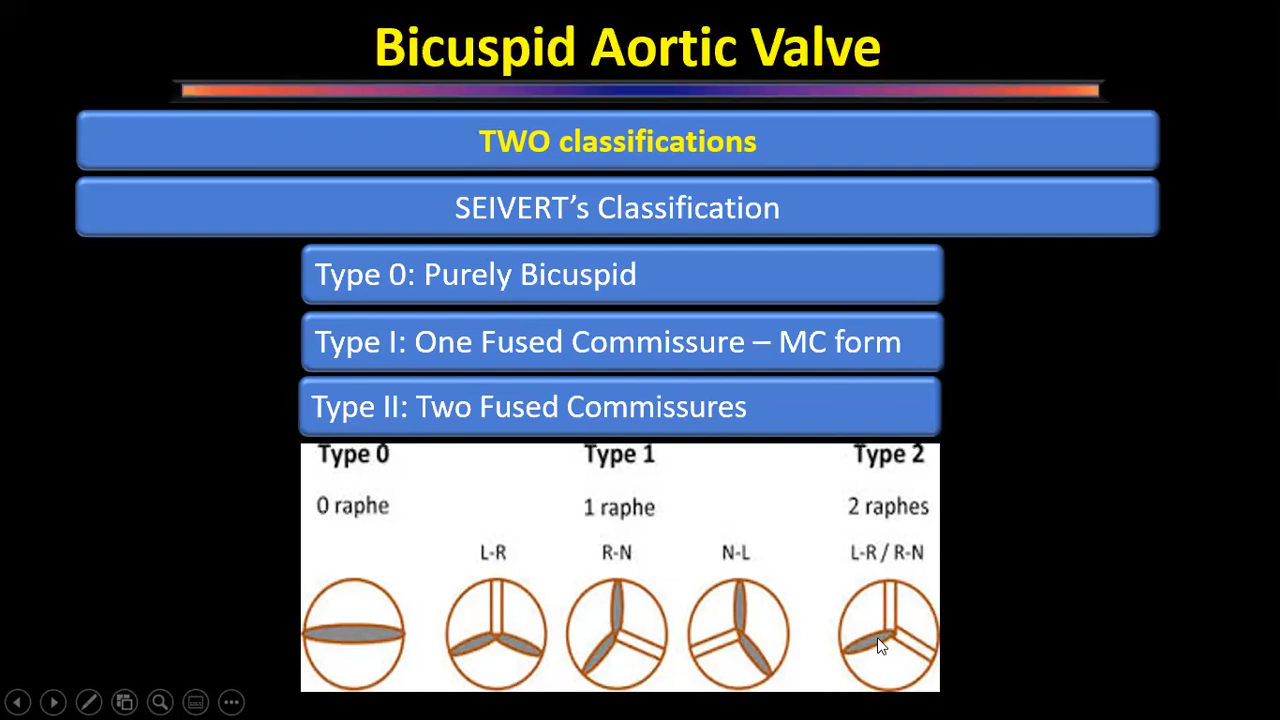 Bicuspid Aortic Valve
TWO classifications
SEIVERT’s Classification
Type 0: Purely Bicuspid
Type I: One Fused Commissure – MC form
Type II: Two Fused Commissures
Type 0 Type 1 Type 2
0 raphe 1 raphe 2 raphes
L-R R-N N-L L-R / R-N